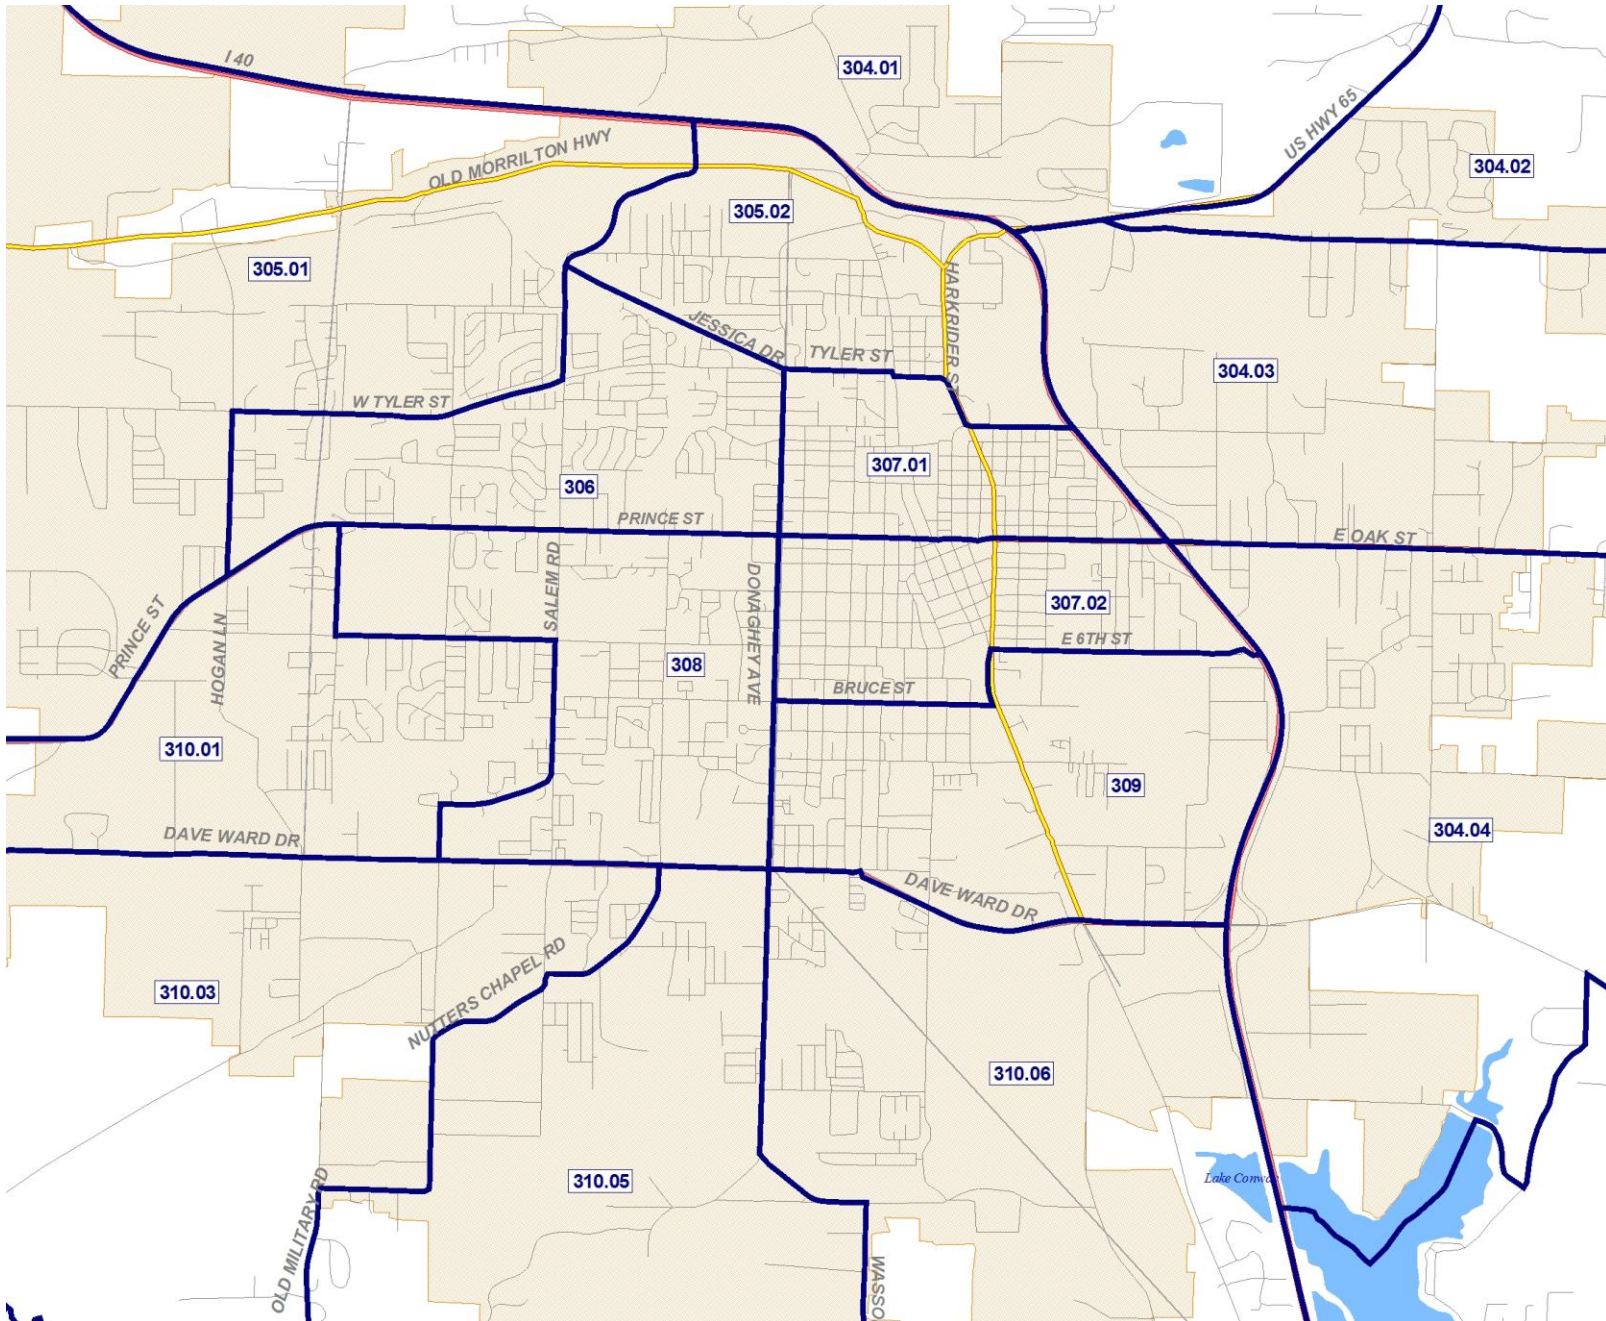 I 40
304.01
US HWY 65
OLD MORRILTON HWY
304.02
305.02
305.01
HARKRIDER ST
JESSICA DR
TYLER ST
304.03
W TYLER ST
307.01
306
PRINCE ST
E OAK ST
SALEM RD
DONAGHEY AVE
307.02
PRINCE ST
HOGAN LN
E 6TH ST
308
BRUCE ST
310.01
309
304.04
DAVE WARD DR
DAVE WARD DR
NUTTERS CHAPEL RD
310.03
310.06
310.05
Lake Conwa
OLD MILITARY RD
WASSO